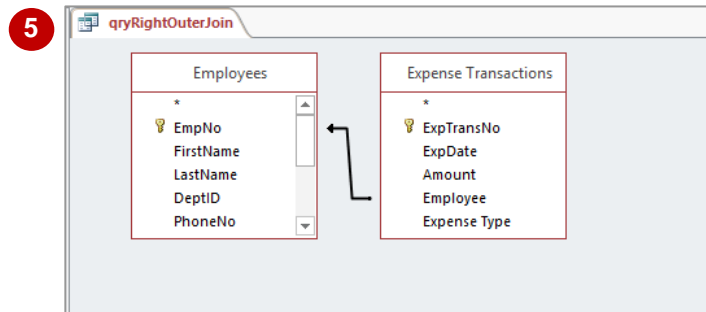 5
qryRightOuterJoin
Employees
*
EmpNo
FirstName
LastName
DeptID
PhoneNo
Expense Transactions
*
ExpTransNo
ExpDate
Amount
Employee
Expense Type